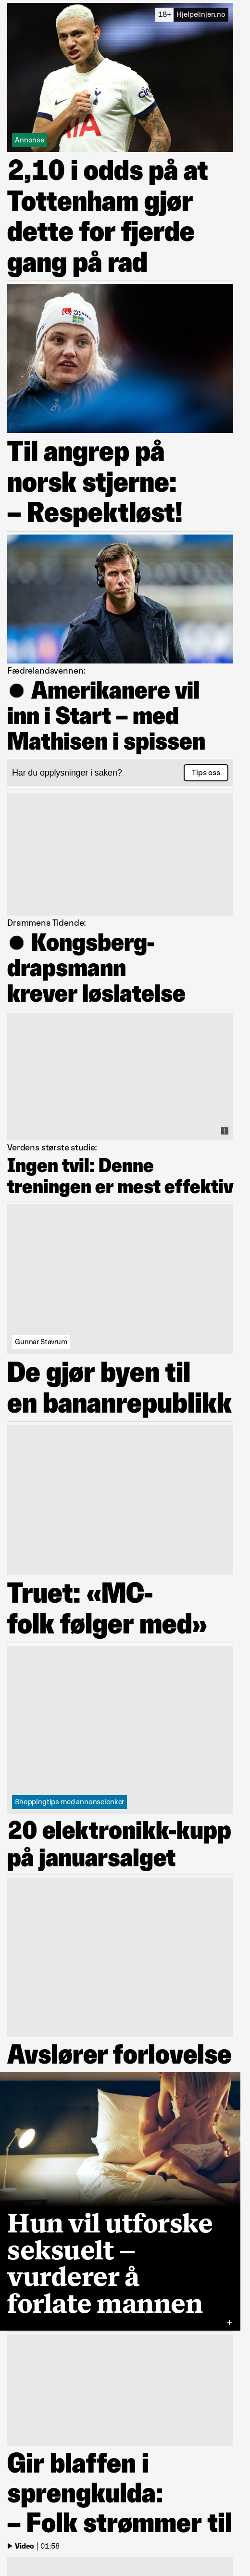 18+ Hjelpelinjen.no
Annonse
2,10 i odds på at
Tottenham gjør
dette for fjerde
gang på rad
Til angrep på
norsk stjerne:
– Respektløst!
Fædrelandsvennen:
● Amerikanere vil
inn i Start – med
Mathisen i spissen
Har du opplysninger i saken? Tips oss
Drammens Tidende:
● Kongsberg-
drapsmann
krever løslatelse
Verdens største studie:
Ingen tvil: Denne
treningen er mest effektiv
Gunnar Stavrum
De gjør byen til
en bananrepublikk
Truet: «MC-
folk følger med»
Shoppingtips med annonselenker
20 elektronikk-kupp
på januarsalget
Avslører forlovelse
Hun vil utforske
seksuelt –
vurderer å
forlate mannen
Gir blaffen i
sprengkulda:
– Folk strømmer til
Video | 01:58